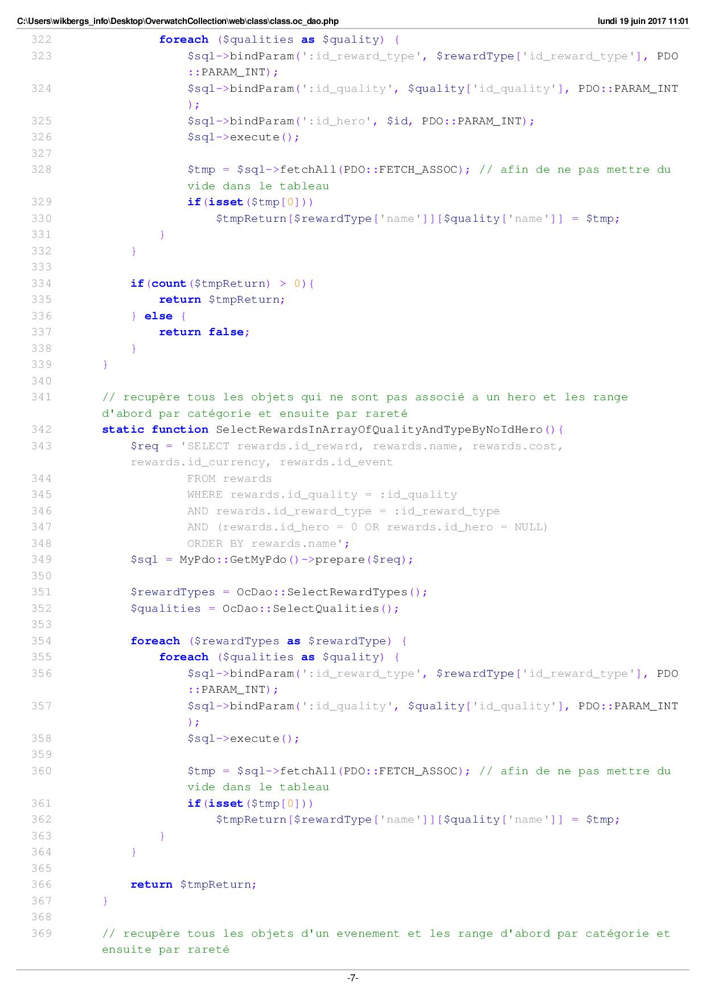 C:\Users\wikbergs_info\Desktop\OverwatchCollection\web\class\class.oc_dao.php lundi 19 juin 2017 11:01
322 foreach ($qualities as $quality) {
323 $sql->bindParam(':id_reward_type', $rewardType['id_reward_type'], PDO
::PARAM_INT);
324 $sql->bindParam(':id_quality', $quality['id_quality'], PDO::PARAM_INT
);
325 $sql->bindParam(':id_hero', $id, PDO::PARAM_INT);
326 $sql->execute();
327
328 $tmp = $sql->fetchAll(PDO::FETCH_ASSOC); // afin de ne pas mettre du
vide dans le tableau
329 if(isset($tmp[0]))
330 $tmpReturn[$rewardType['name']][$quality['name']] = $tmp;
331 }
332 }
333
334 if(count($tmpReturn) > 0){
335 return $tmpReturn;
336 } else {
337 return false;
338 }
339 }
340
341 // recupère tous les objets qui ne sont pas associé a un hero et les range
d'abord par catégorie et ensuite par rareté
342 static function SelectRewardsInArrayOfQualityAndTypeByNoIdHero(){
343 $req = 'SELECT rewards.id_reward, rewards.name, rewards.cost,
rewards.id_currency, rewards.id_event
344 FROM rewards
345 WHERE rewards.id_quality = :id_quality
346 AND rewards.id_reward_type = :id_reward_type
347 AND (rewards.id_hero = 0 OR rewards.id_hero = NULL)
348 ORDER BY rewards.name';
349 $sql = MyPdo::GetMyPdo()->prepare($req);
350
351 $rewardTypes = OcDao::SelectRewardTypes();
352 $qualities = OcDao::SelectQualities();
353
354 foreach ($rewardTypes as $rewardType) {
355 foreach ($qualities as $quality) {
356 $sql->bindParam(':id_reward_type', $rewardType['id_reward_type'], PDO
::PARAM_INT);
357 $sql->bindParam(':id_quality', $quality['id_quality'], PDO::PARAM_INT
);
358 $sql->execute();
359
360 $tmp = $sql->fetchAll(PDO::FETCH_ASSOC); // afin de ne pas mettre du
vide dans le tableau
361 if(isset($tmp[0]))
362 $tmpReturn[$rewardType['name']][$quality['name']] = $tmp;
363 }
364 }
365
366 return $tmpReturn;
367 }
368
369 // recupère tous les objets d'un evenement et les range d'abord par catégorie et
ensuite par rareté
-7-